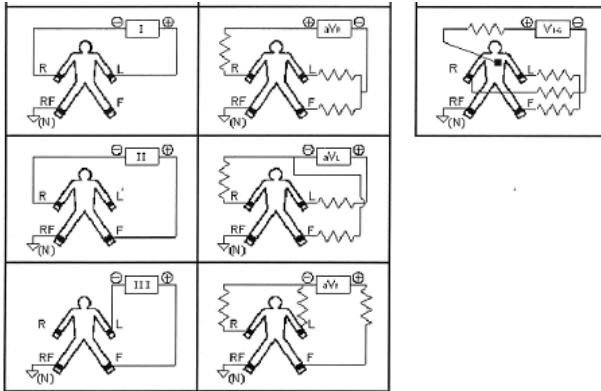 ⊖ I ⊕
R L
RF F
(N)
⊕ aVR ⊖
R L
RF F
(N)
⊖ V1-6 ⊕
R L
RF F
(N)
⊖ II ⊕
R L
RF F
(N)
⊖ aVL ⊕
R L
RF F
(N)
⊖ III ⊕
R L
RF F
(N)
⊖ aVF ⊕
R L
RF F
(N)